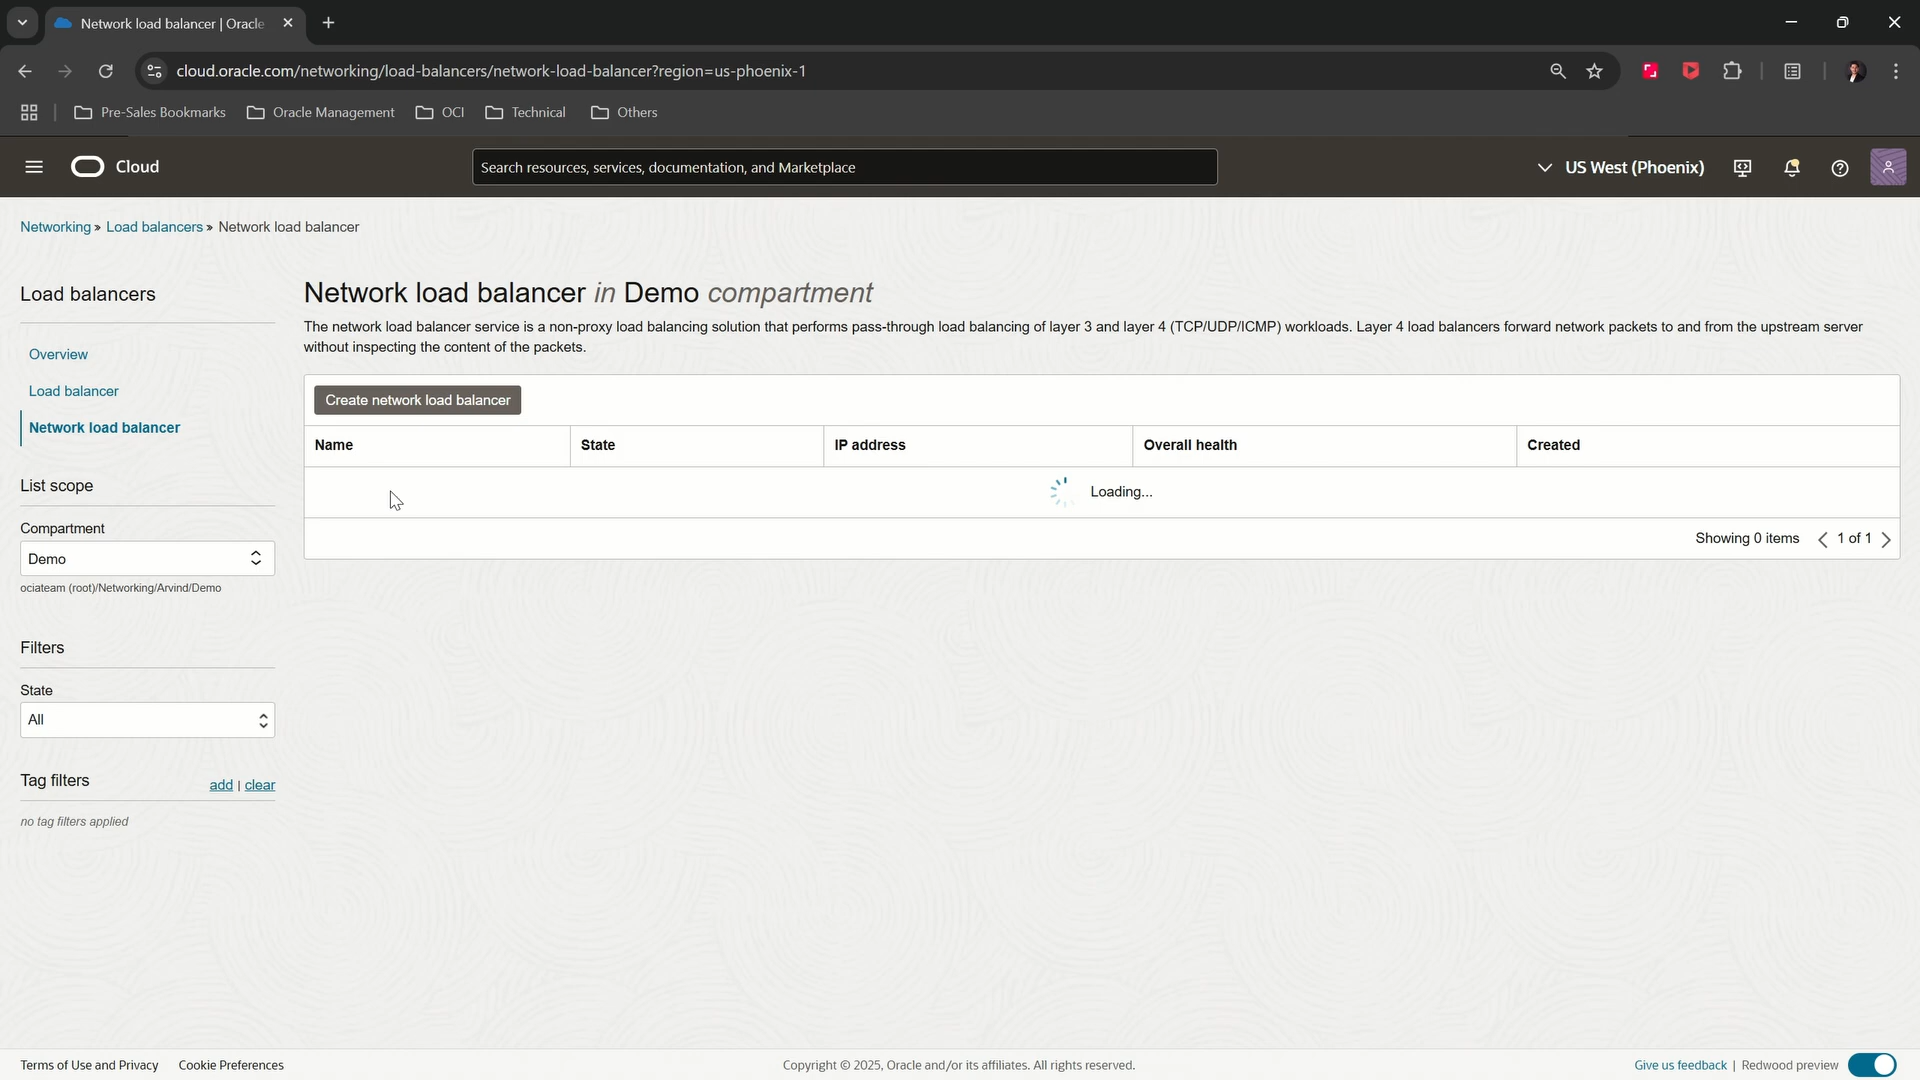 Network load balancer | Oracle
cloud.oracle.com/networking/load-balancers/network-load-balancer?region=us-phoenix-1
Pre-Sales Bookmarks
Oracle Management
OCI
Technical
Others
Cloud
Search resources, services, documentation, and Marketplace
US West (Phoenix)
Networking » Load balancers » Network load balancer
Load balancers
Overview
Load balancer
Network load balancer
List scope
Compartment
Demo
ociateam (root)/Networking/Arvind/Demo
Filters
State
All
Tag filters
add | clear
no tag filters applied
Network load balancer in Demo compartment
The network load balancer service is a non-proxy load balancing solution that performs pass-through load balancing of layer 3 and layer 4 (TCP/UDP/ICMP) workloads. Layer 4 load balancers forward network packets to and from the upstream server
without inspecting the content of the packets.
Create network load balancer
Name State IP address Overall health Created
Loading...
Showing 0 items 1 of 1
Terms of Use and Privacy Cookie Preferences Copyright © 2025, Oracle and/or its affiliates. All rights reserved. Give us feedback | Redwood preview